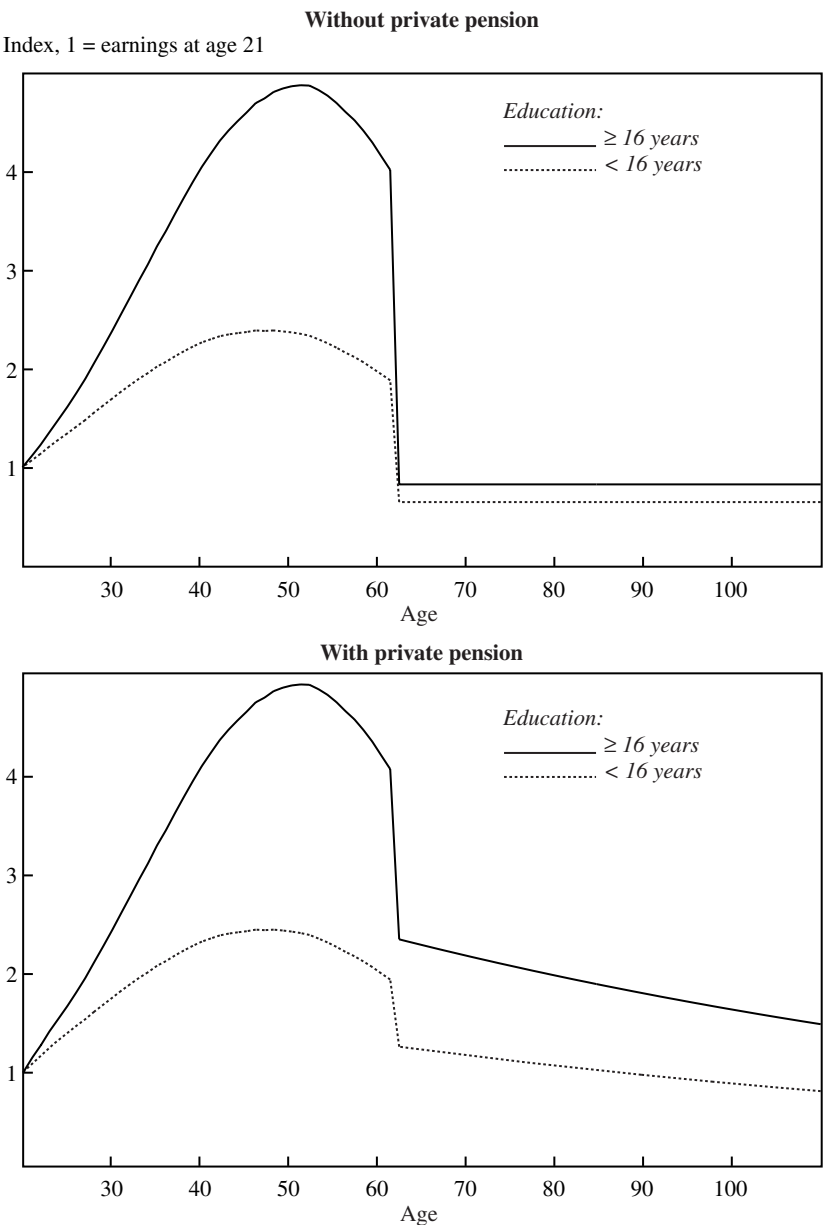 Without private pension
Index, 1 = earnings at age 21
Education:
≥ 16 years
< 16 years
4
3
2
1
30 40 50 60 70 80 90 100
Age
With private pension
Education:
≥ 16 years
< 16 years
4
3
2
1
30 40 50 60 70 80 90 100
Age